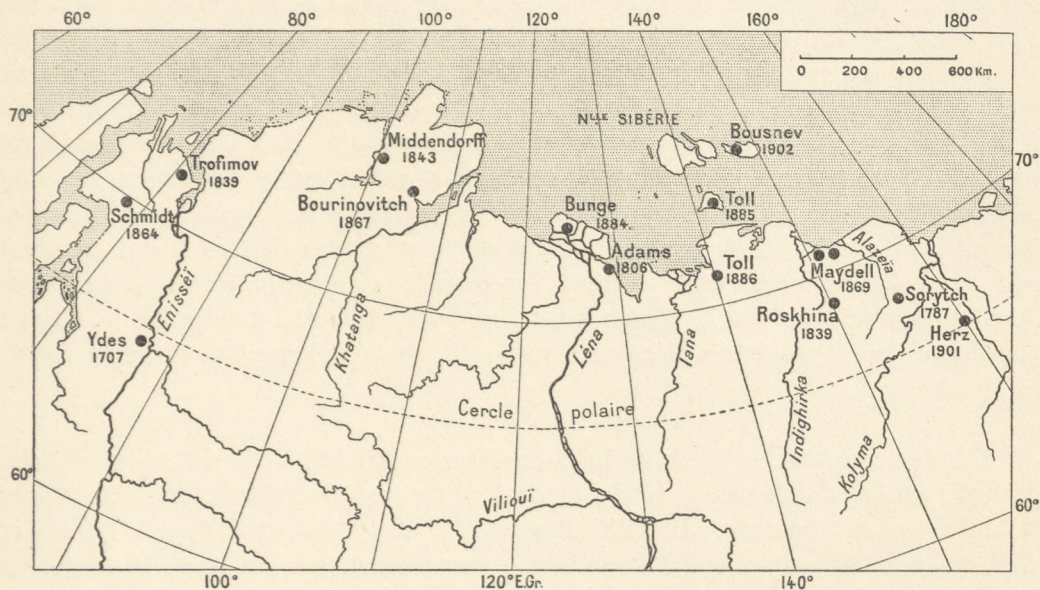 60° 80° 100° 120° 140° 160° 180°
0 200 400 600 Km.
70°
Nᴸᴸᴱ SIBÉRIE
Bousnev
1902
Middendorff
1843
70°
Trofimov
1839
Bourinovitch
1867
Toll
1885
Schmidt
1864
Bunge
1884.
Adams
1806
Toll
1886
Alazeia
Maydell
1869
Sorytch
1787
Roskhina
1839
Herz
1901
Ydes
1707
Enisséï
Khatanga
Léna
Iana
Indighirka
Kolyma
Cercle polaire
Viliouï
60°
60°
100° 120°E.Gr. 140°